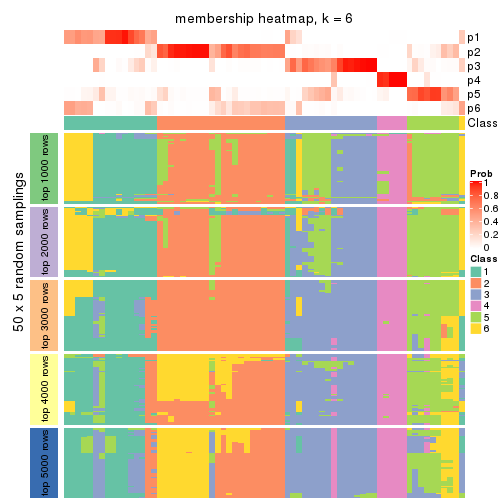 membership heatmap, k = 6
p1
p2
p3
p4
p5
p6
Class
50 x 5 random samplings
top 1000 rows
top 2000 rows
top 3000 rows
top 4000 rows
top 5000 rows
Prob
1
0.8
0.6
0.4
0.2
0
Class
1
2
3
4
5
6